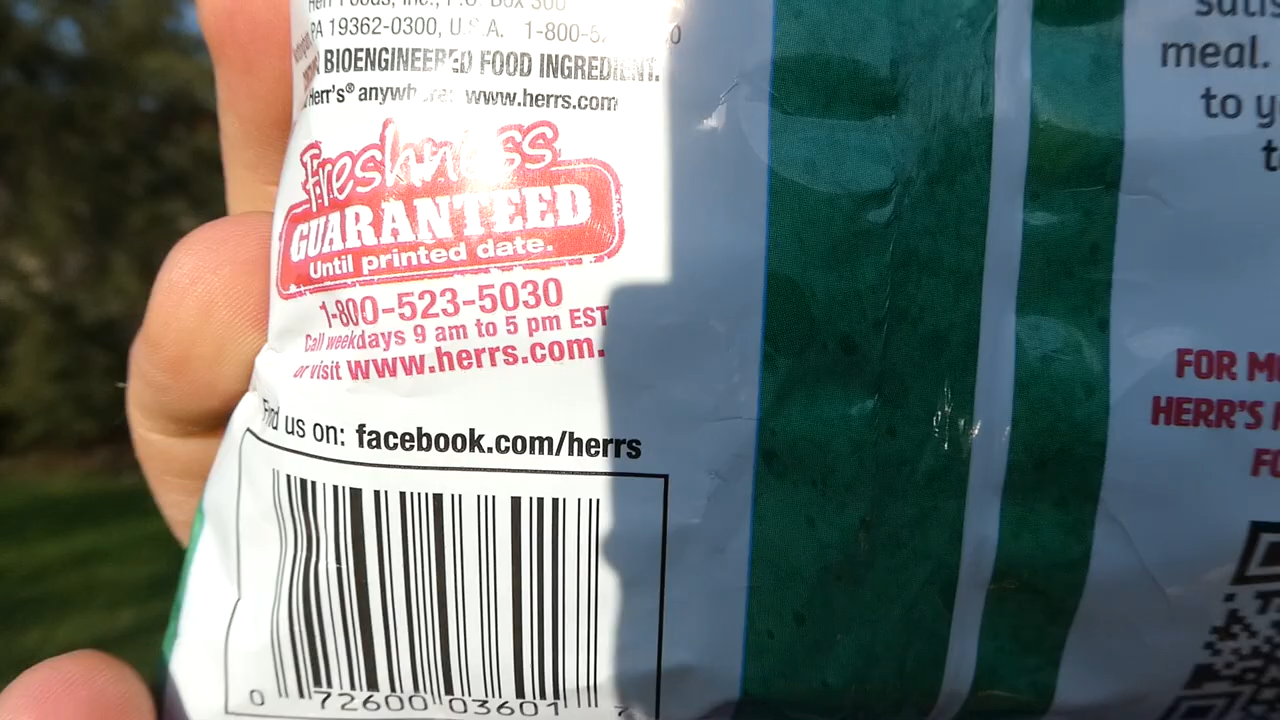 Herr Foods, Inc., P.O. Box 300
PA 19362-0300, U.S.A. 1-800-5
BIOENGINEERED FOOD INGREDIENT.
Herr's® anywhere: www.herrs.com
Freshness
GUARANTEED
Until printed date.
1-800-523-5030
Call weekdays 9 am to 5 pm EST
or visit www.herrs.com.
Find us on: facebook.com/herrs
0 72600 03601 7
meal.
to y
t
FOR M
HERR'S
FO